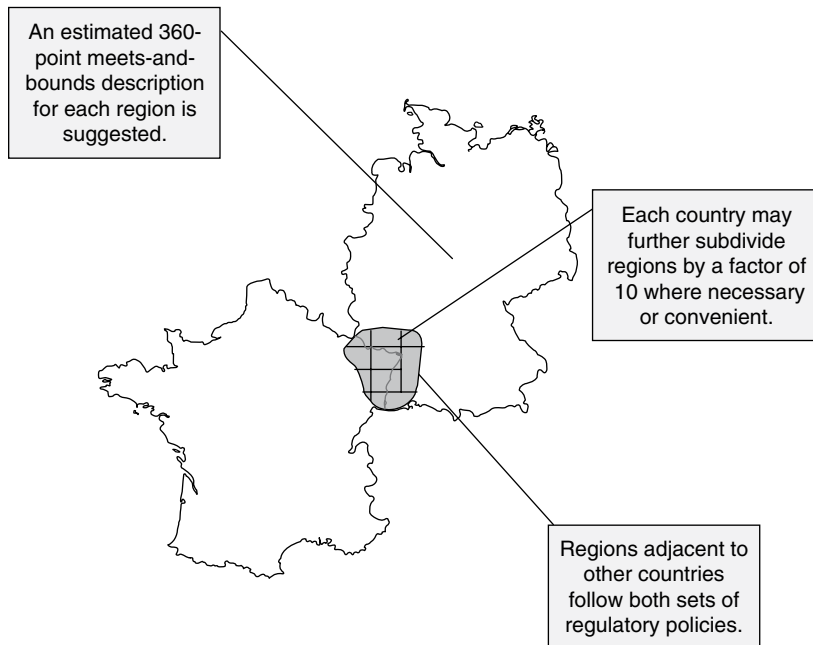 An estimated 360-
point meets-and-
bounds description
for each region is
suggested.
Each country may
further subdivide
regions by a factor of
10 where necessary
or convenient.
Regions adjacent to
other countries
follow both sets of
regulatory policies.